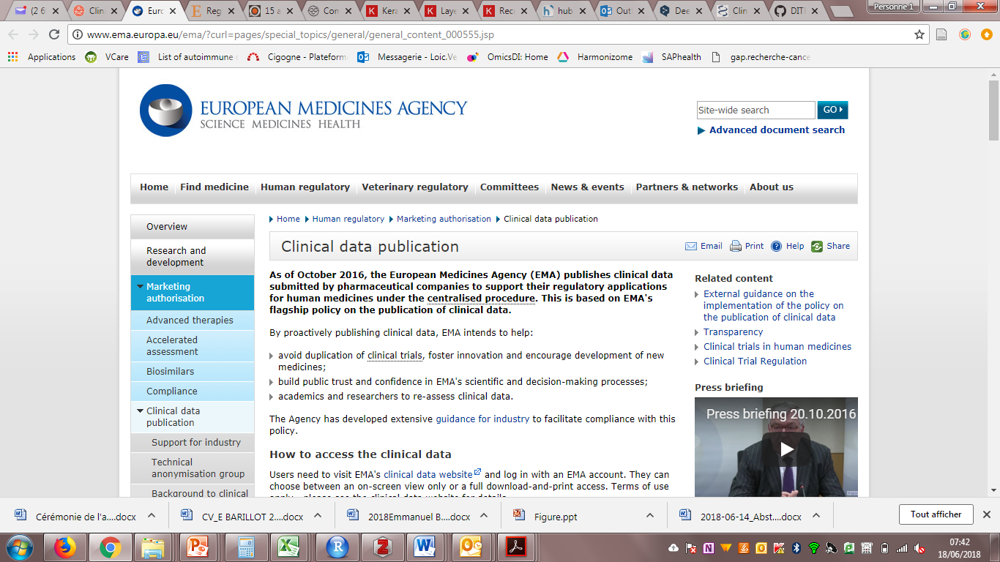 (2 6
Clini
Euro
Reg
15 a
Con
Kera
Laye
Recu
hub
Outl
Dee
Clin
DITI
Personne 1
www.ema.europa.eu/ema/?curl=pages/special_topics/general/general_content_000555.jsp
Applications
VCare
List of autoimmune
Cigogne - Plateform
Messagerie - Loic.Ve
OmicsDI: Home
Harmonizome
SAPhealth
gap.recherche-cance
EUROPEAN MEDICINES AGENCY
SCIENCE MEDICINES HEALTH
Site-wide search
GO
Advanced document search
Home
Find medicine
Human regulatory
Veterinary regulatory
Committees
News & events
Partners & networks
About us
Overview
Research and
development
Marketing
authorisation
Advanced therapies
Accelerated
assessment
Biosimilars
Compliance
Clinical data
publication
Support for industry
Technical
anonymisation group
Background to clinical
Home Human regulatory Marketing authorisation Clinical data publication
Clinical data publication
Email
Print
Help
Share
As of October 2016, the European Medicines Agency (EMA) publishes clinical data
submitted by pharmaceutical companies to support their regulatory applications
for human medicines under the centralised procedure. This is based on EMA's
flagship policy on the publication of clinical data.
By proactively publishing clinical data, EMA intends to help:
avoid duplication of clinical trials, foster innovation and encourage development of new
medicines;
build public trust and confidence in EMA's scientific and decision-making processes;
academics and researchers to re-assess clinical data.
The Agency has developed extensive guidance for industry to facilitate compliance with this
policy.
How to access the clinical data
Users need to visit EMA's clinical data website and log in with an EMA account. They can
choose between an on-screen view only or a full download-and-print access. Terms of use
Related content
External guidance on the
implementation of the policy on
the publication of clinical data
Transparency
Clinical trials in human medicines
Clinical Trial Regulation
Press briefing
Press briefing 20.10.2016
Cérémonie de l'a....docx
CV_E BARILLOT 2....docx
2018Emmanuel B....docx
Figure.ppt
2018-06-14_Abst....docx
Tout afficher
07:42
18/06/2018